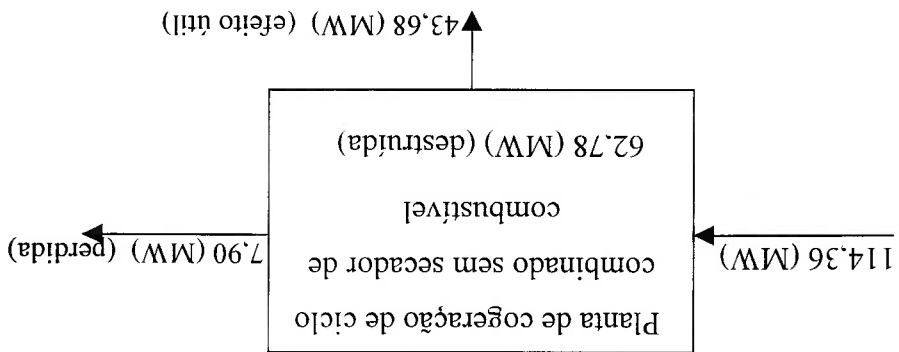 Planta de cogeração de ciclo
combinado sem secador de
combustível
62.78 (MW) (destruída)
114,36 (MW)
7,90 (MW) (perdida)
43,68 (MW) (efeito útil)